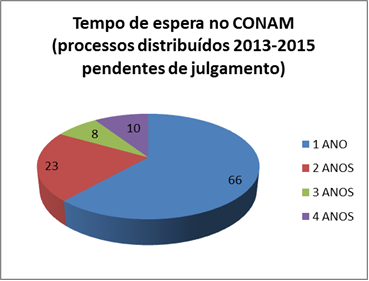 Tempo de espera no CONAM
(processos distribuídos 2013-2015
pendentes de julgamento)
10
8
23
66
1 ANO
2 ANOS
3 ANOS
4 ANOS